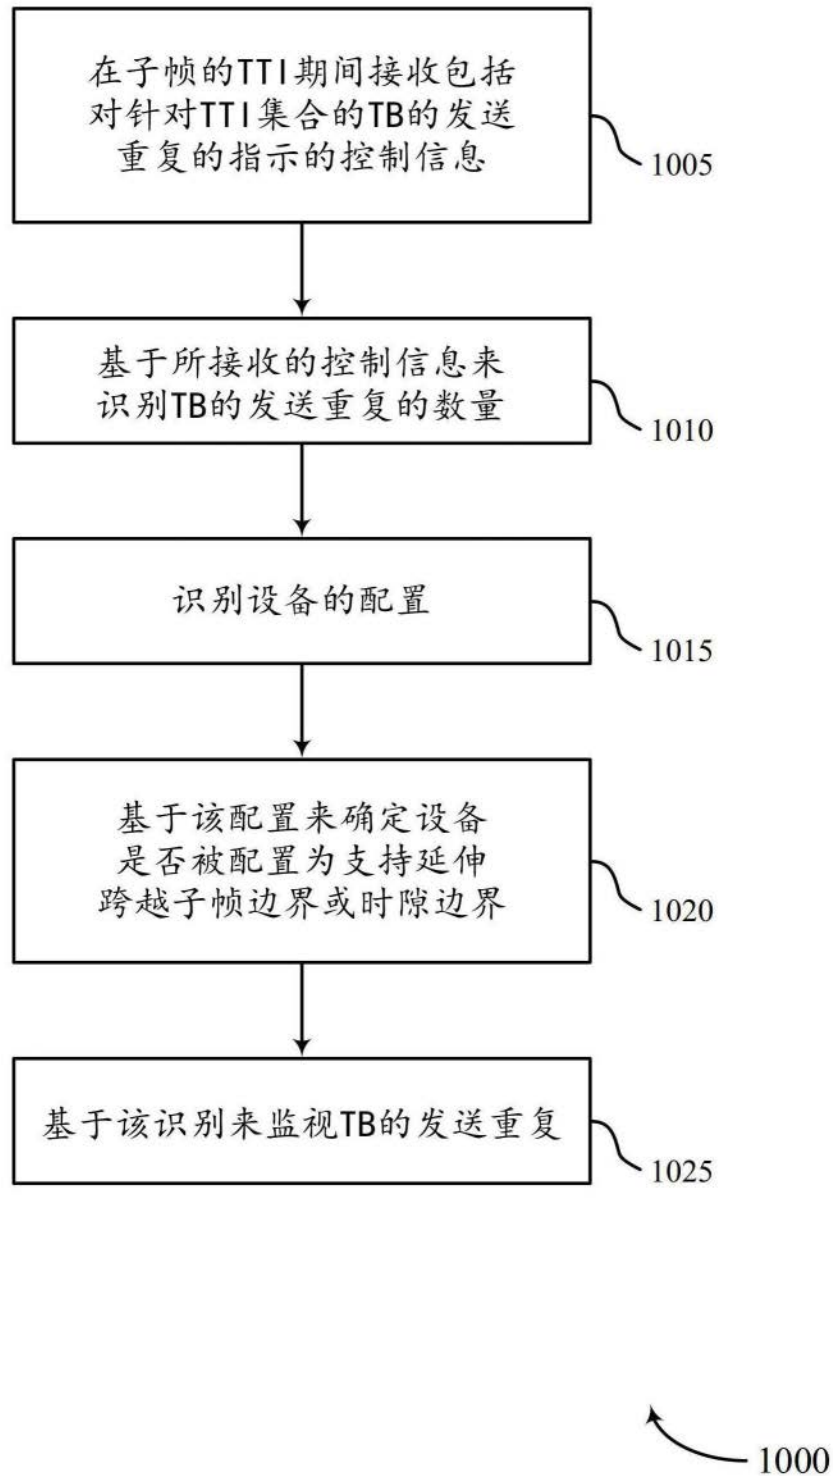 在子帧的TTI期间接收包括
对针对TTI集合的TB的发送
重复的指示的控制信息
1005
基于所接收的控制信息来
识别TB的发送重复的数量
1010
识别设备的配置
1015
基于该配置来确定设备
是否被配置为支持延伸
跨越子帧边界或时隙边界
1020
基于该识别来监视TB的发送重复
1025
1000